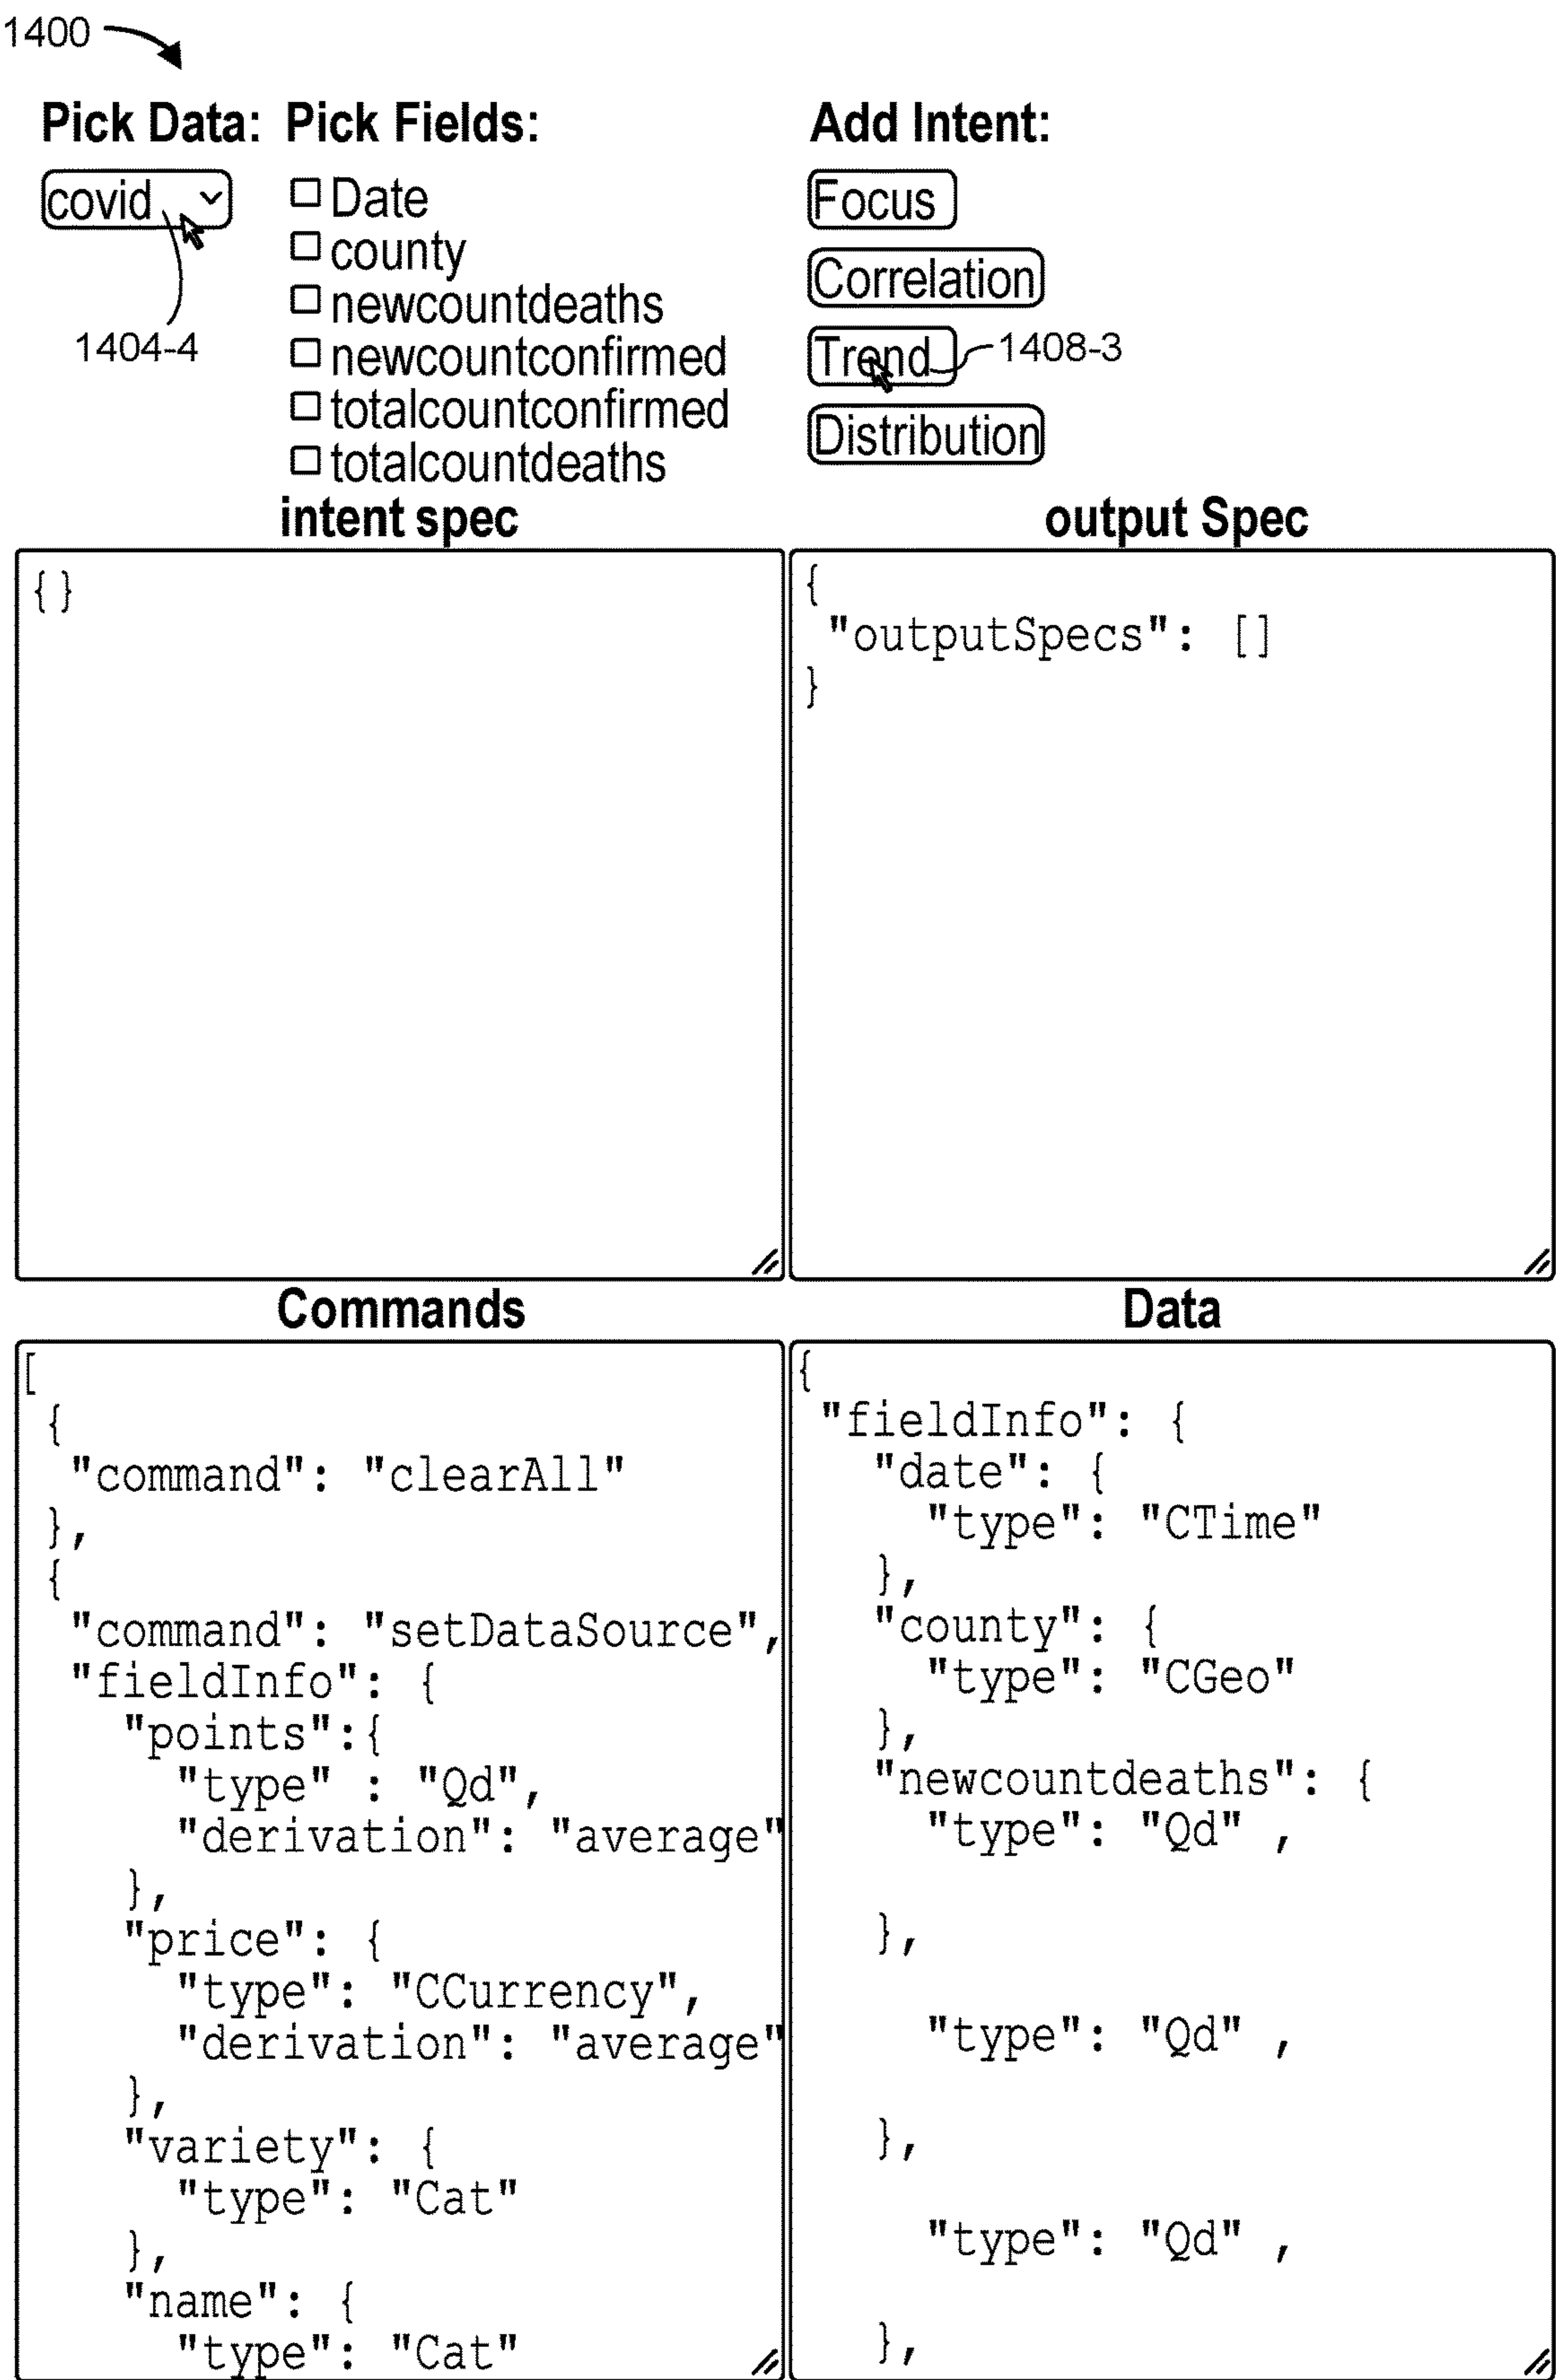 1400
Pick Data:
covid
1404-4
Pick Fields:
Date
county
newcountdeaths
newcountconfirmed
totalcountconfirmed
totalcountdeaths
Add Intent:
Focus
Correlation
Trend
1408-3
Distribution
intent spec
{}
output Spec
{
"outputSpecs": []
}
Commands
[
{
"command": "clearAll"
},
{
"command": "setDataSource",
"fieldInfo": {
"points":{
"type" : "Qd",
"derivation": "average"
},
"price": {
"type": "CCurrency",
"derivation": "average"
},
"variety": {
"type": "Cat"
},
"name": {
"type": "Cat"
Data
{
"fieldInfo": {
"date": {
"type": "CTime"
},
"county": {
"type": "CGeo"
},
"newcountdeaths": {
"type": "Qd" ,
},
"type": "Qd" ,
},
"type": "Qd" ,
},